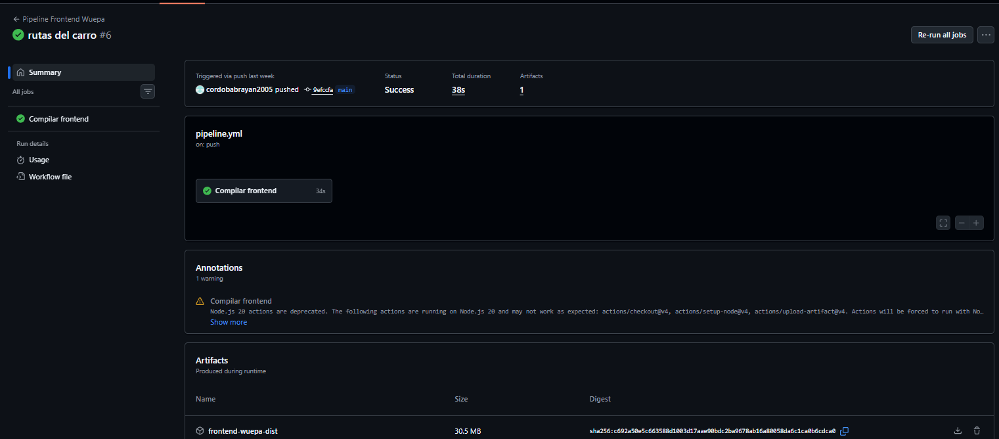 Pipeline Frontend Wuepa
rutas del carro #6
Re-run all jobs
Summary
All jobs
Compilar frontend
Run details
Usage
Workflow file
Triggered via push last week
Status
Total duration
Artifacts
cordobabrayan2005 pushed 9efccfa main
Success
38s
1
pipeline.yml
on: push
Compilar frontend 34s
Annotations
1 warning
Compilar frontend
Node.js 20 actions are deprecated. The following actions are running on Node.js 20 and may not work as expected: actions/checkout@v4, actions/setup-node@v4, actions/upload-artifact@v4. Actions will be forced to run with No…
Show more
Artifacts
Produced during runtime
Name Size Digest
frontend-wuepa-dist 30.5 MB sha256:c692a50e5c663588d1003d17aae90bdc2ba9678ab16a80058da6c1ca0b6cdca0